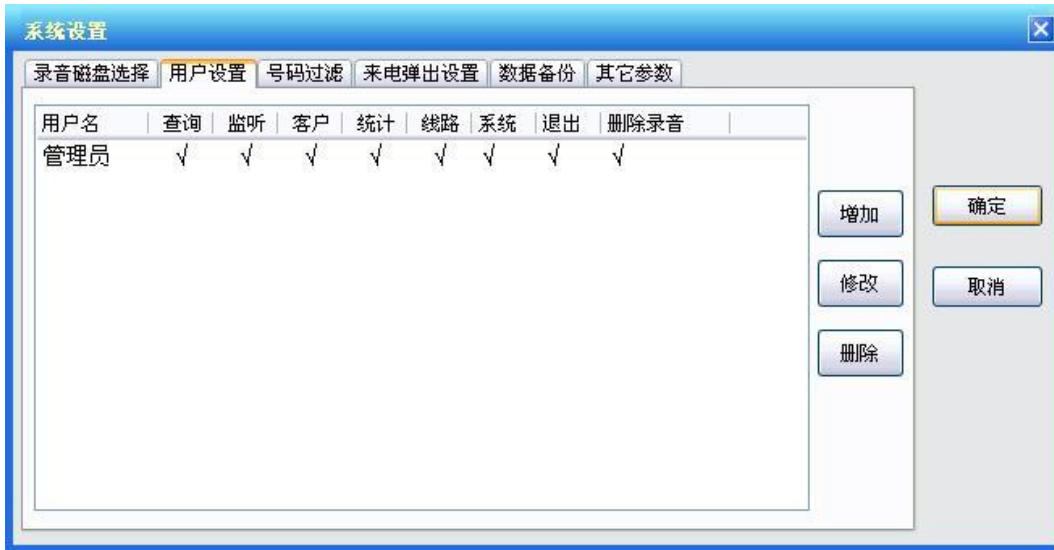 系统设置
录音磁盘选择 用户设置 号码过滤 来电弹出设置 数据备份 其它参数
用户名 查询 监听 客户 统计 线路 系统 退出 删除录音
管理员 √ √ √ √ √ √ √ √
增加
确定
修改
取消
删除